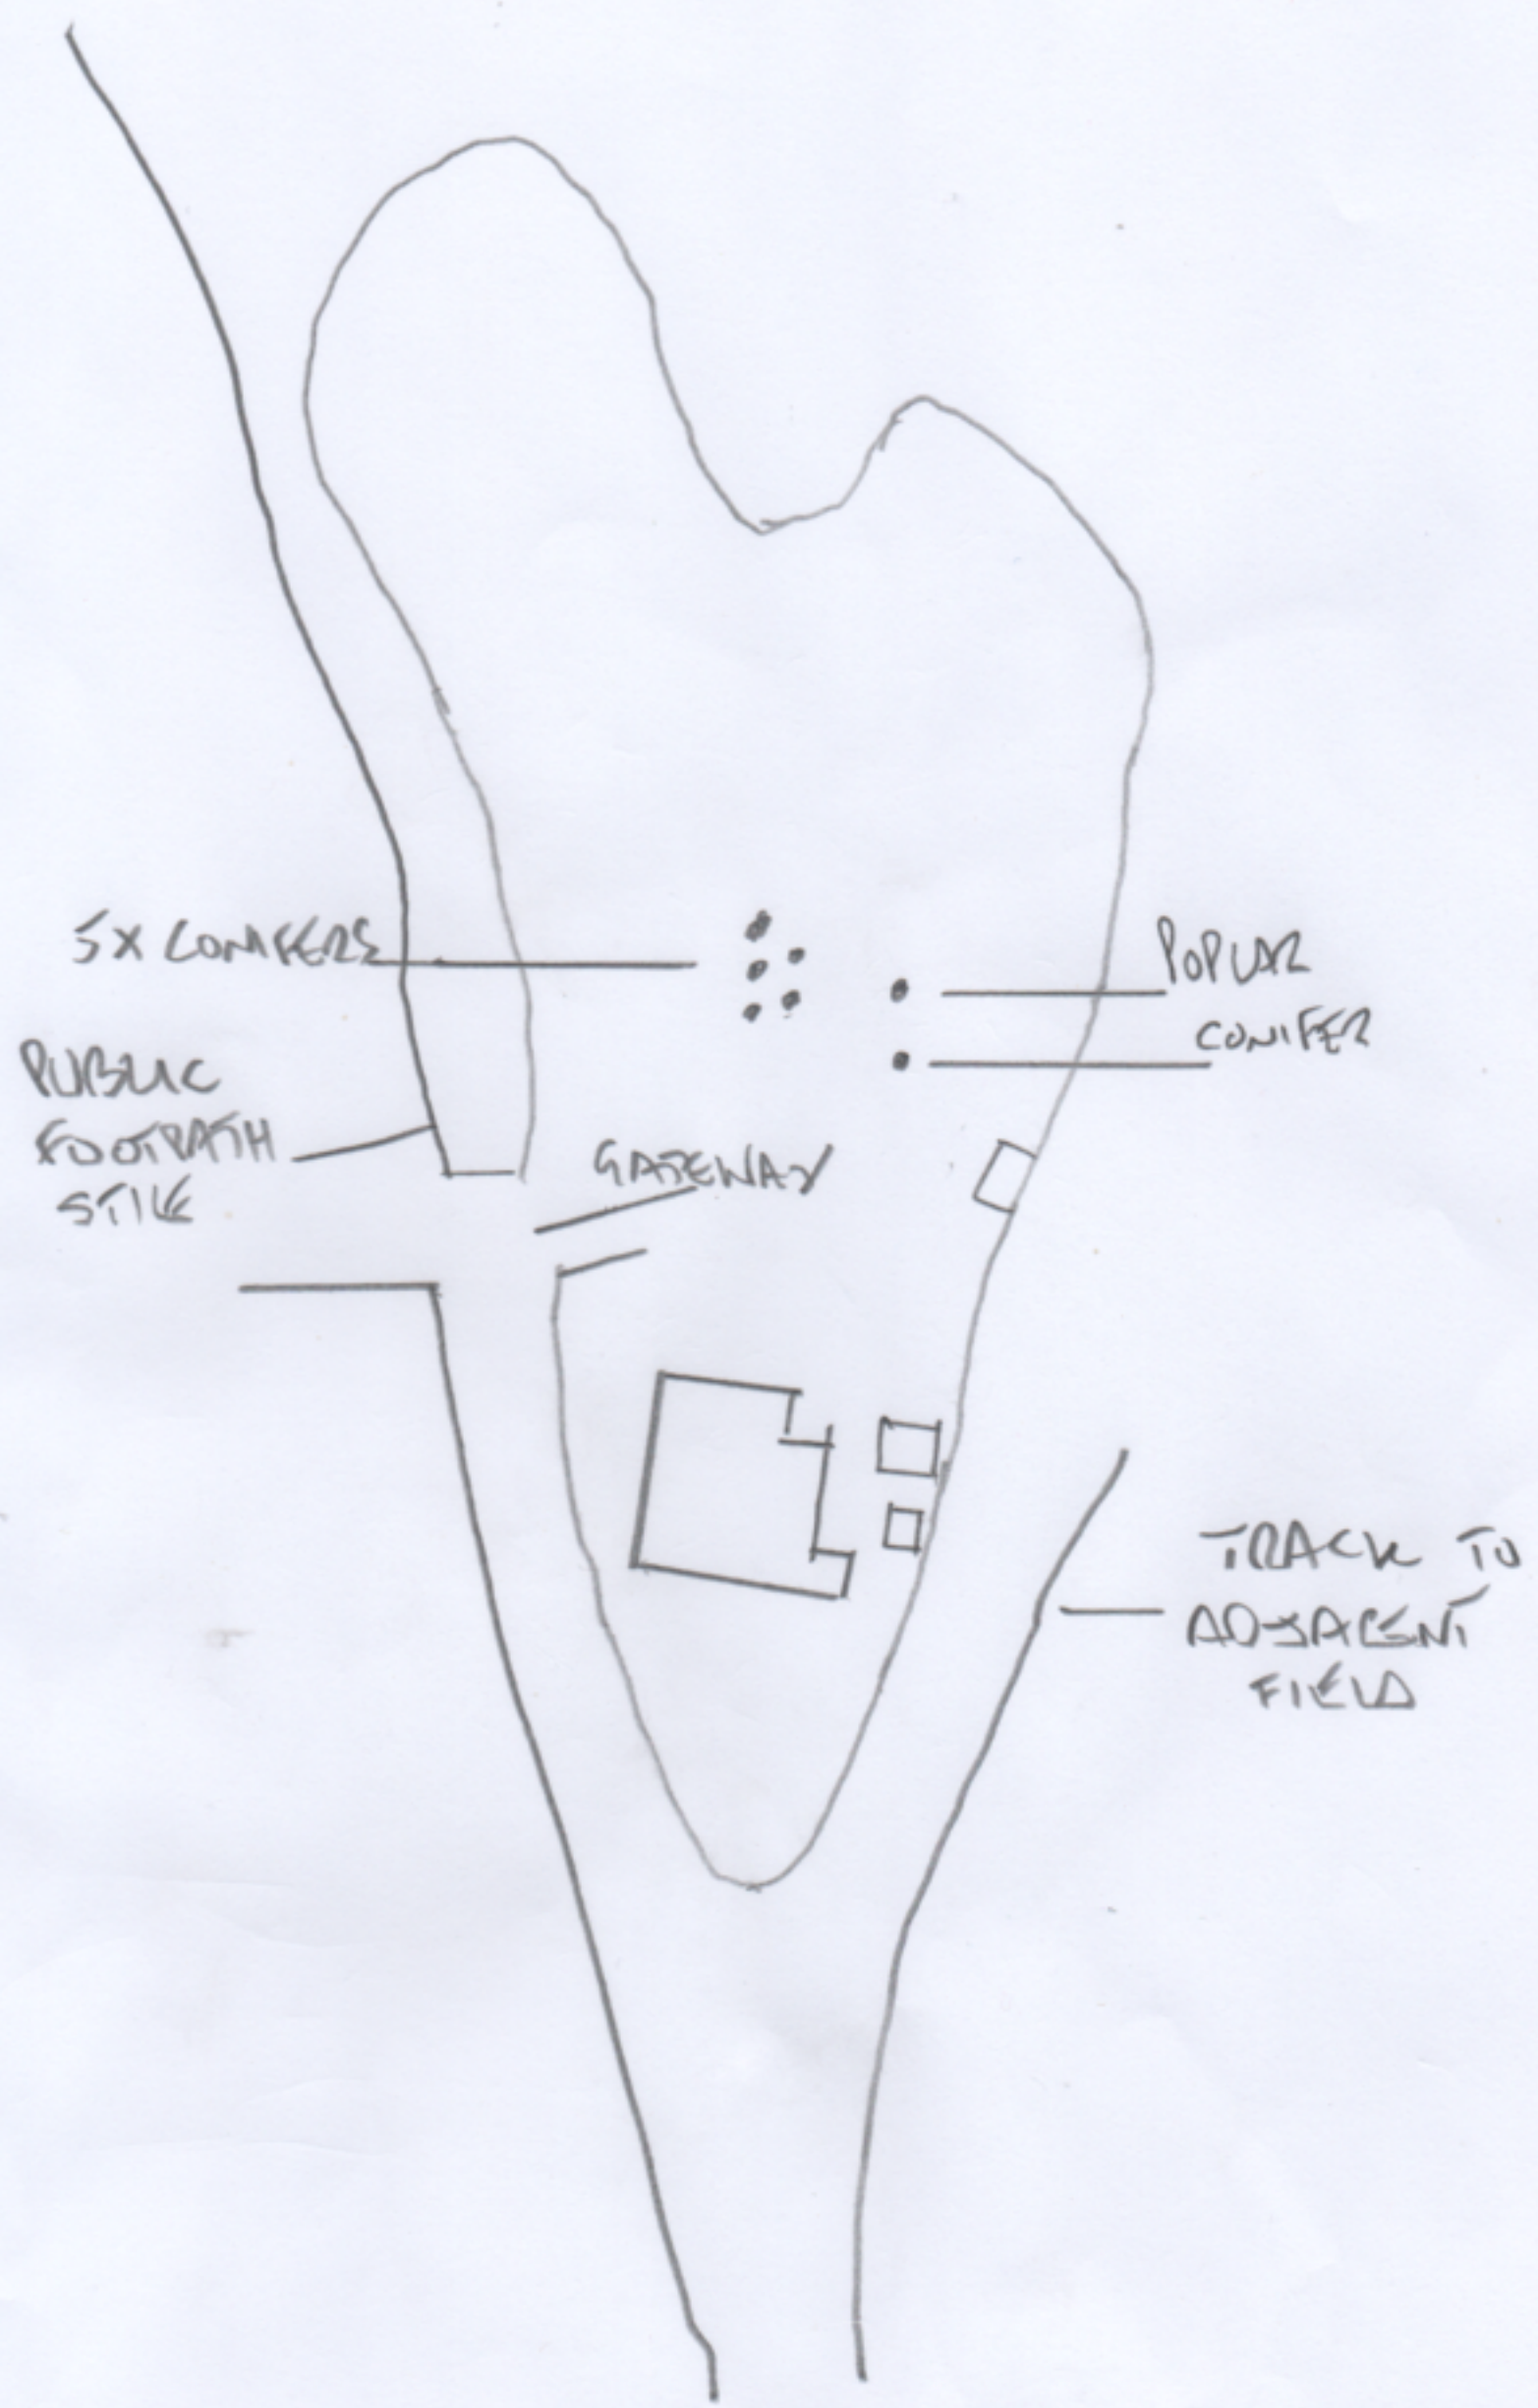 5X CONIFERS
POPLAR
CONIFER
PUBLIC
FOOTPATH
STILE
GATEWAY
TRACK TO
ADJACENT
FIELD